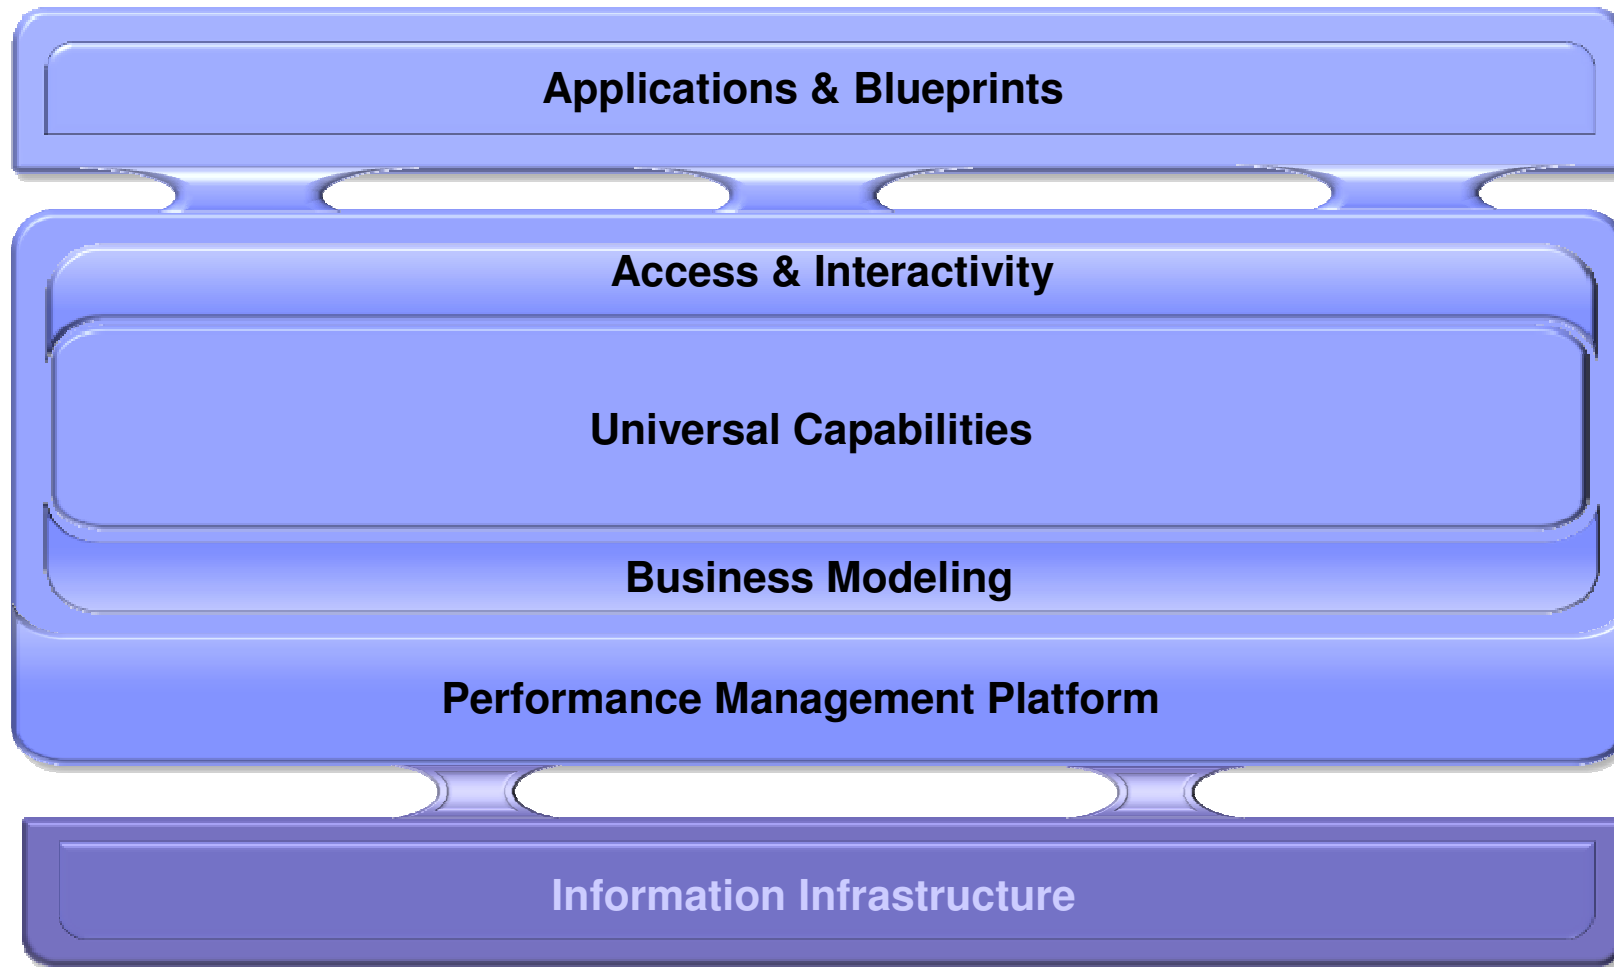 Applications & Blueprints
Access & Interactivity
Universal Capabilities
Business Modeling
Performance Management Platform
Information Infrastructure